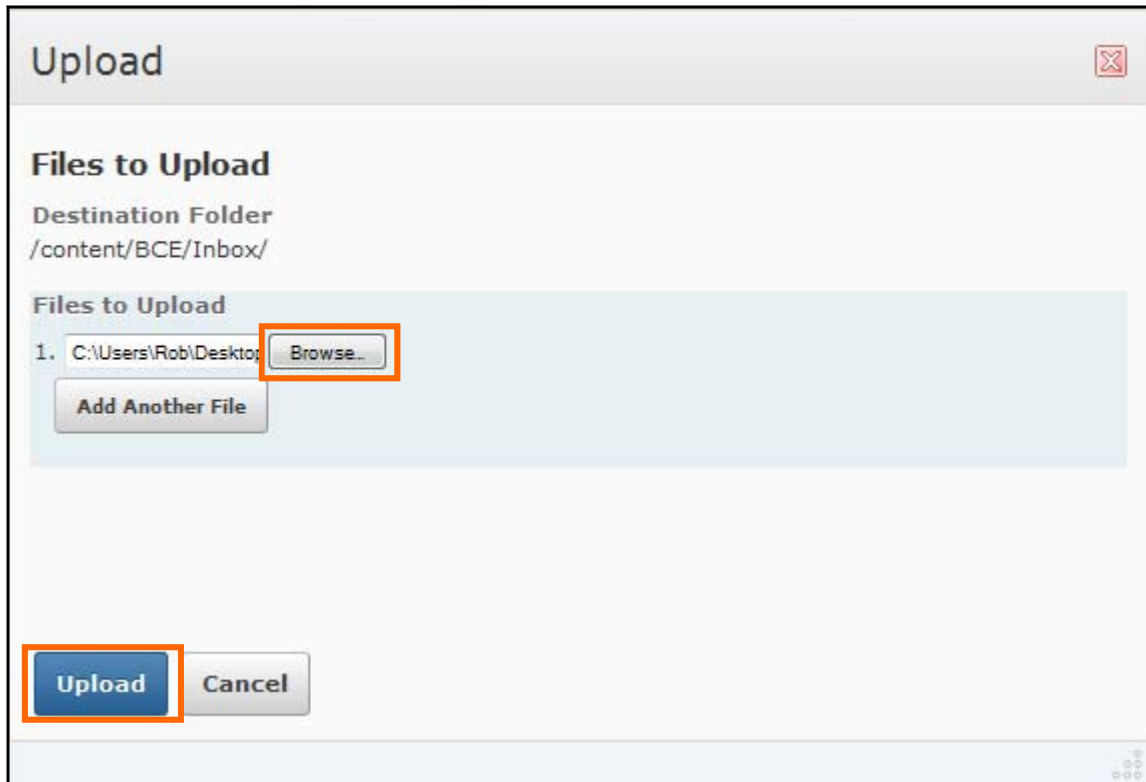 Upload
Files to Upload
Destination Folder
/content/BCE/Inbox/
Files to Upload
1. C:\Users\Rob\Desktop Browse...
Add Another File
Upload Cancel